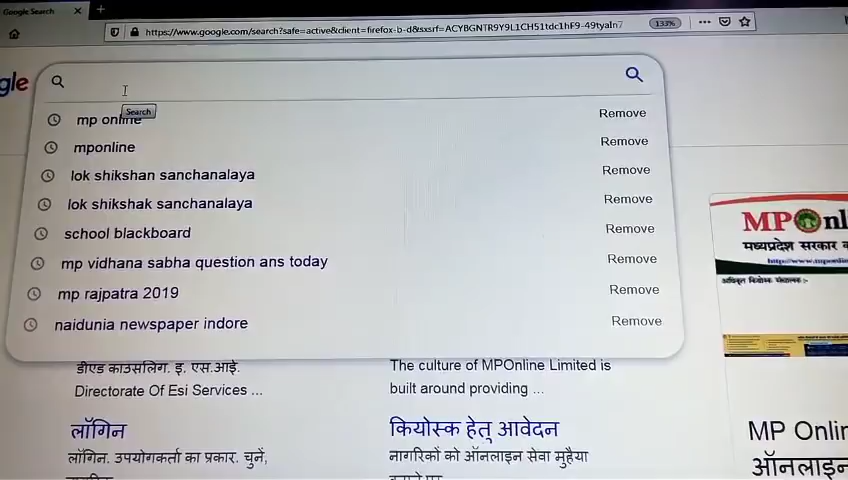 Google Search
https://www.google.com/search?safe=active&client=firefox-b-d&sxsrf=ACYBGNTR9Y9L1CH51tdc1hF9-49tyaln7
133%
gle
Search
mp online Remove
mponline Remove
lok shikshan sanchanalaya Remove
lok shikshak sanchanalaya Remove
school blackboard Remove
mp vidhana sabha question ans today Remove
mp rajpatra 2019 Remove
naidunia newspaper indore Remove
डीएड काउसलिग. इ. एस.आई.
Directorate Of Esi Services ...
The culture of MPOnline Limited is
built around providing ...
लॉगिन
लॉगिन. उपयोगकर्ता का प्रकार. चुनें,
कियोस्क हेतु आवेदन
नागरिकों को ऑनलाइन सेवा मुहैया
MPOnl
मध्यप्रदेश सरकार
http://www.mponline
MP Onlin
ऑनलाइन